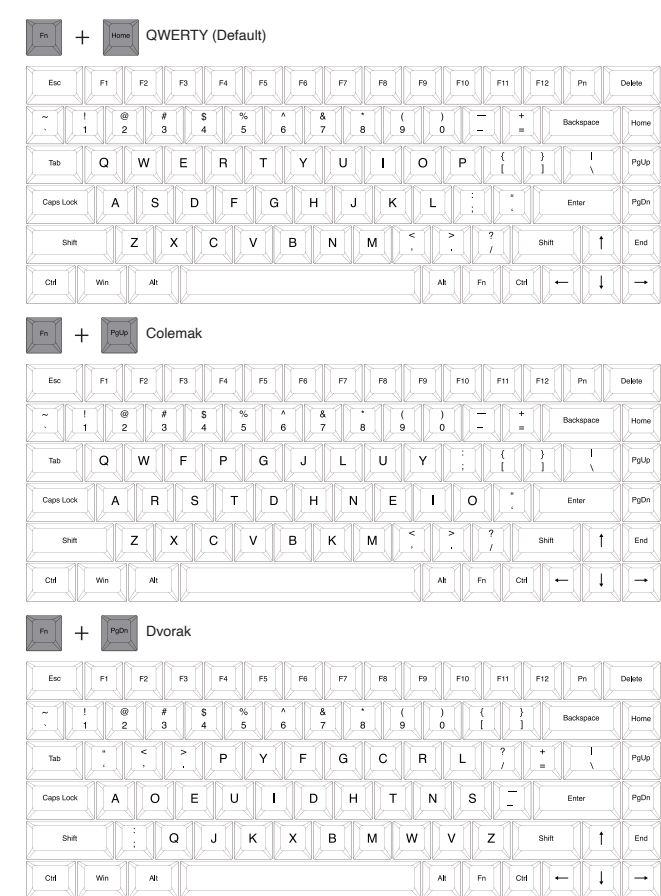 Fn + Home QWERTY (Default)
Esc F1 F2 F3 F4 F5 F6 F7 F8 F9 F10 F11 F12 Pn Delete
~ ! @ # $ % ^ & * ( ) — +
` 1 2 3 4 5 6 7 8 9 0 – = Backspace Home
Tab Q W E R T Y U I O P { } | PgUp
[ ] \
Caps Lock A S D F G H J K L : " Enter PgDn
; ‘
Shift Z X C V B N M < > ? Shift ↑ End
, . /
Ctrl Win Alt Alt Fn Ctrl ← ↓ →
Fn + PgUp Colemak
Esc F1 F2 F3 F4 F5 F6 F7 F8 F9 F10 F11 F12 Pn Delete
~ ! @ # $ % ^ & * ( ) — +
` 1 2 3 4 5 6 7 8 9 0 – = Backspace Home
Tab Q W F P G J L U Y : { } | PgUp
; [ ] \
Caps Lock A R S T D H N E I O " Enter PgDn
‘
Shift Z X C V B K M < > ? Shift ↑ End
, . /
Ctrl Win Alt Alt Fn Ctrl ← ↓ →
Fn + PgDn Dvorak
Esc F1 F2 F3 F4 F5 F6 F7 F8 F9 F10 F11 F12 Pn Delete
~ ! @ # $ % ^ & * ( ) { }
` 1 2 3 4 5 6 7 8 9 0 [ ] Backspace Home
Tab " < > P Y F G C R L ? + | PgUp
‘ , . / = \
Caps Lock A O E U I D H T N S — Enter PgDn
–
Shift : Q J K X B M W V Z Shift ↑ End
;
Ctrl Win Alt Alt Fn Ctrl ← ↓ →